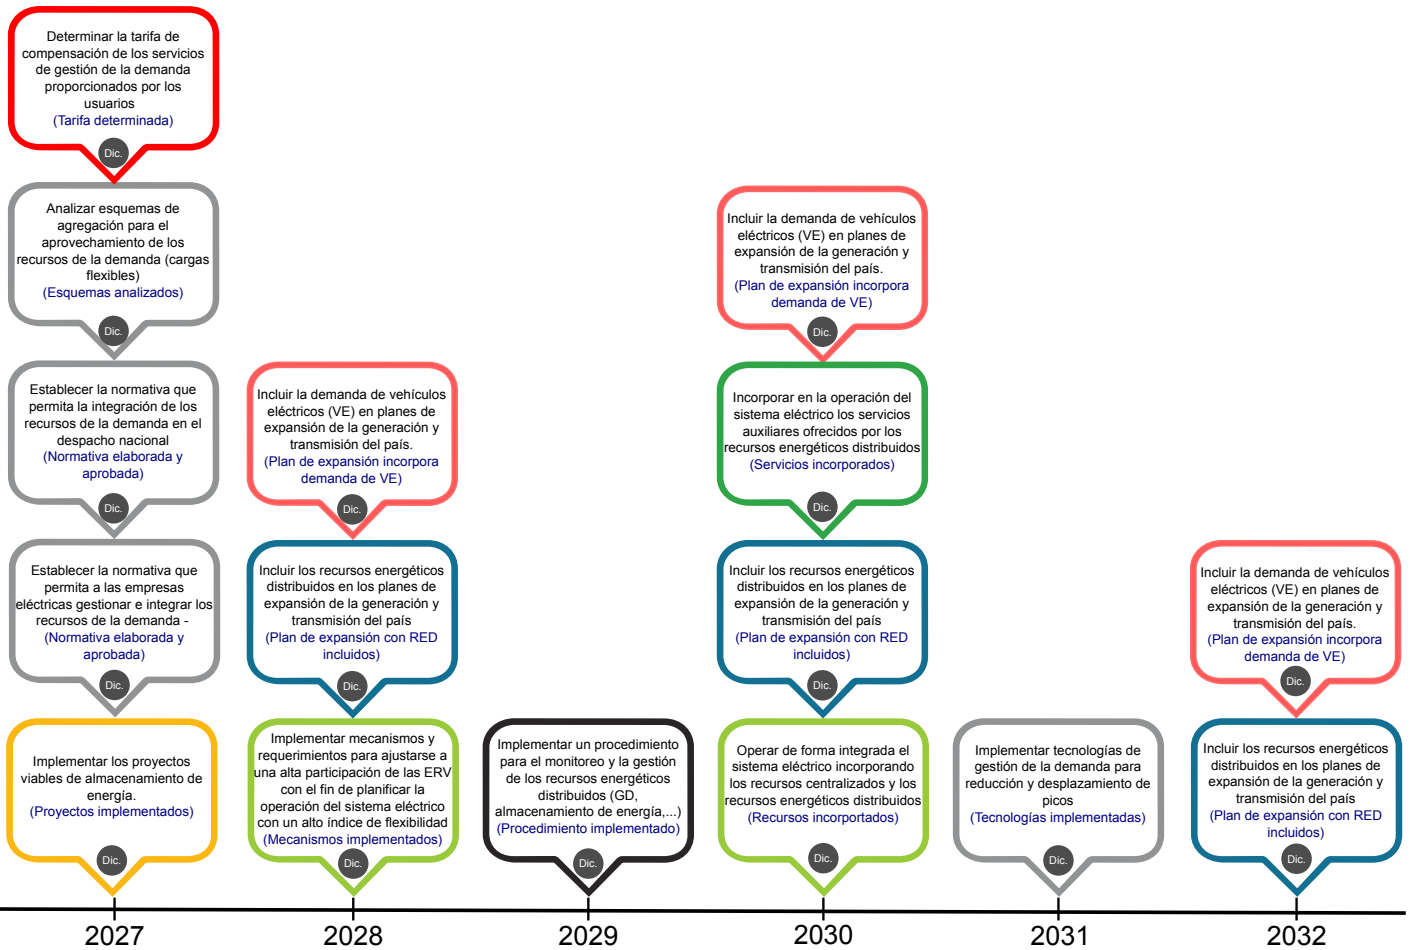 Determinar la tarifa de
compensación de los servicios
de gestión de la demanda
proporcionados por los
usuarios
(Tarifa determinada)
Dic.
Analizar esquemas de
agregación para el
aprovechamiento de los
recursos de la demanda (cargas
flexibles)
(Esquemas analizados)
Dic.
Establecer la normativa que
permita la integración de los
recursos de la demanda en el
despacho nacional
(Normativa elaborada y
aprobada)
Dic.
Establecer la normativa que
permita a las empresas
eléctricas gestionar e integrar los
recursos de la demanda -
(Normativa elaborada y
aprobada)
Dic.
Implementar los proyectos
viables de almacenamiento de
energía.
(Proyectos implementados)
Dic.
2027
Incluir la demanda de vehículos
eléctricos (VE) en planes de
expansión de la generación y
transmisión del país.
(Plan de expansión incorpora
demanda de VE)
Dic.
Incluir los recursos energéticos
distribuidos en los planes de
expansión de la generación y
transmisión del país
(Plan de expansión con RED
incluidos)
Dic.
Implementar mecanismos y
requerimientos para ajustarse a
una alta participación de las ERV
con el fin de planificar la
operación del sistema eléctrico
con un alto índice de flexibilidad
(Mecanismos implementados)
Dic.
2028
Implementar un procedimiento
para el monitoreo y la gestión
de los recursos energéticos
distribuidos (GD,
almacenamiento de energía,...)
(Procedimiento implementado)
Dic.
2029
Incluir la demanda de vehículos
eléctricos (VE) en planes de
expansión de la generación y
transmisión del país.
(Plan de expansión incorpora
demanda de VE)
Dic.
Incorporar en la operación del
sistema eléctrico los servicios
auxiliares ofrecidos por los
recursos energéticos distribuidos
(Servicios incorporados)
Dic.
Incluir los recursos energéticos
distribuidos en los planes de
expansión de la generación y
transmisión del país
(Plan de expansión con RED
incluidos)
Dic.
Operar de forma integrada el
sistema eléctrico incorporando
los recursos centralizados y los
recursos energéticos distribuidos
(Recursos incorportados)
Dic.
2030
Implementar tecnologías de
gestión de la demanda para
reducción y desplazamiento de
picos
(Tecnologías implementadas)
Dic.
2031
Incluir la demanda de vehículos
eléctricos (VE) en planes de
expansión de la generación y
transmisión del país.
(Plan de expansión incorpora
demanda de VE)
Dic.
Incluir los recursos energéticos
distribuidos en los planes de
expansión de la generación y
transmisión del país
(Plan de expansión con RED
incluidos)
Dic.
2032